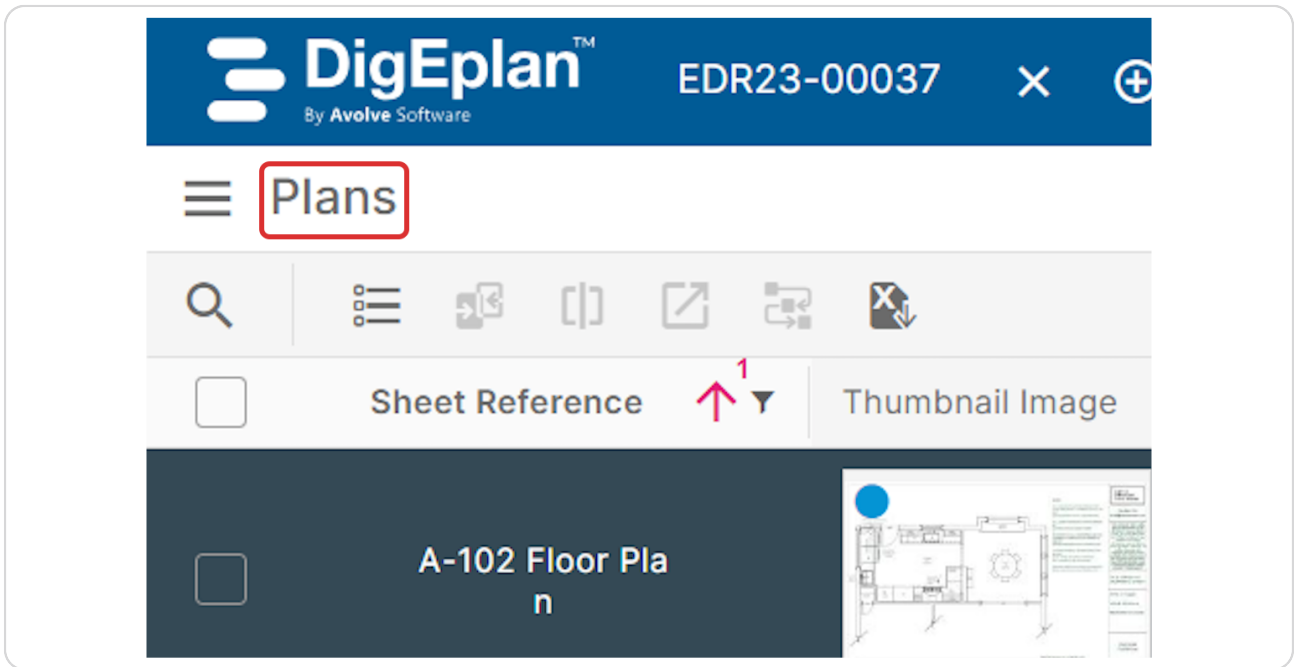 DigEplan™
By Avolve Software
EDR23-00037
Plans
1
Sheet Reference
Thumbnail Image
A-102 Floor Pla
n